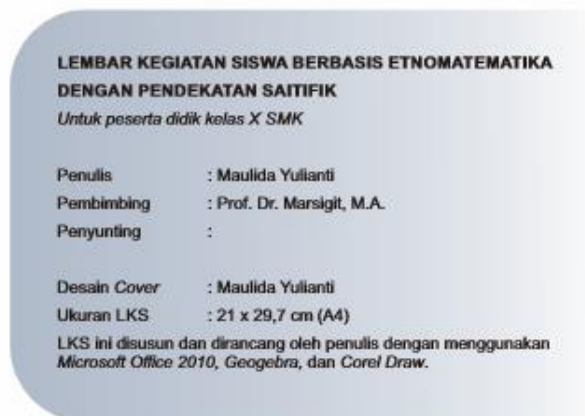 LEMBAR KEGIATAN SISWA BERBASIS ETNOMATEMATIKA
DENGAN PENDEKATAN SAITIFIK
Untuk peserta didik kelas X SMK
Penulis : Maulida Yulianti
Pembimbing : Prof. Dr. Marsigit, M.A.
Penyunting :
Desain Cover : Maulida Yulianti
Ukuran LKS : 21 x 29,7 cm (A4)
LKS ini disusun dan dirancang oleh penulis dengan menggunakan
Microsoft Office 2010, Geogebra, dan Corel Draw.